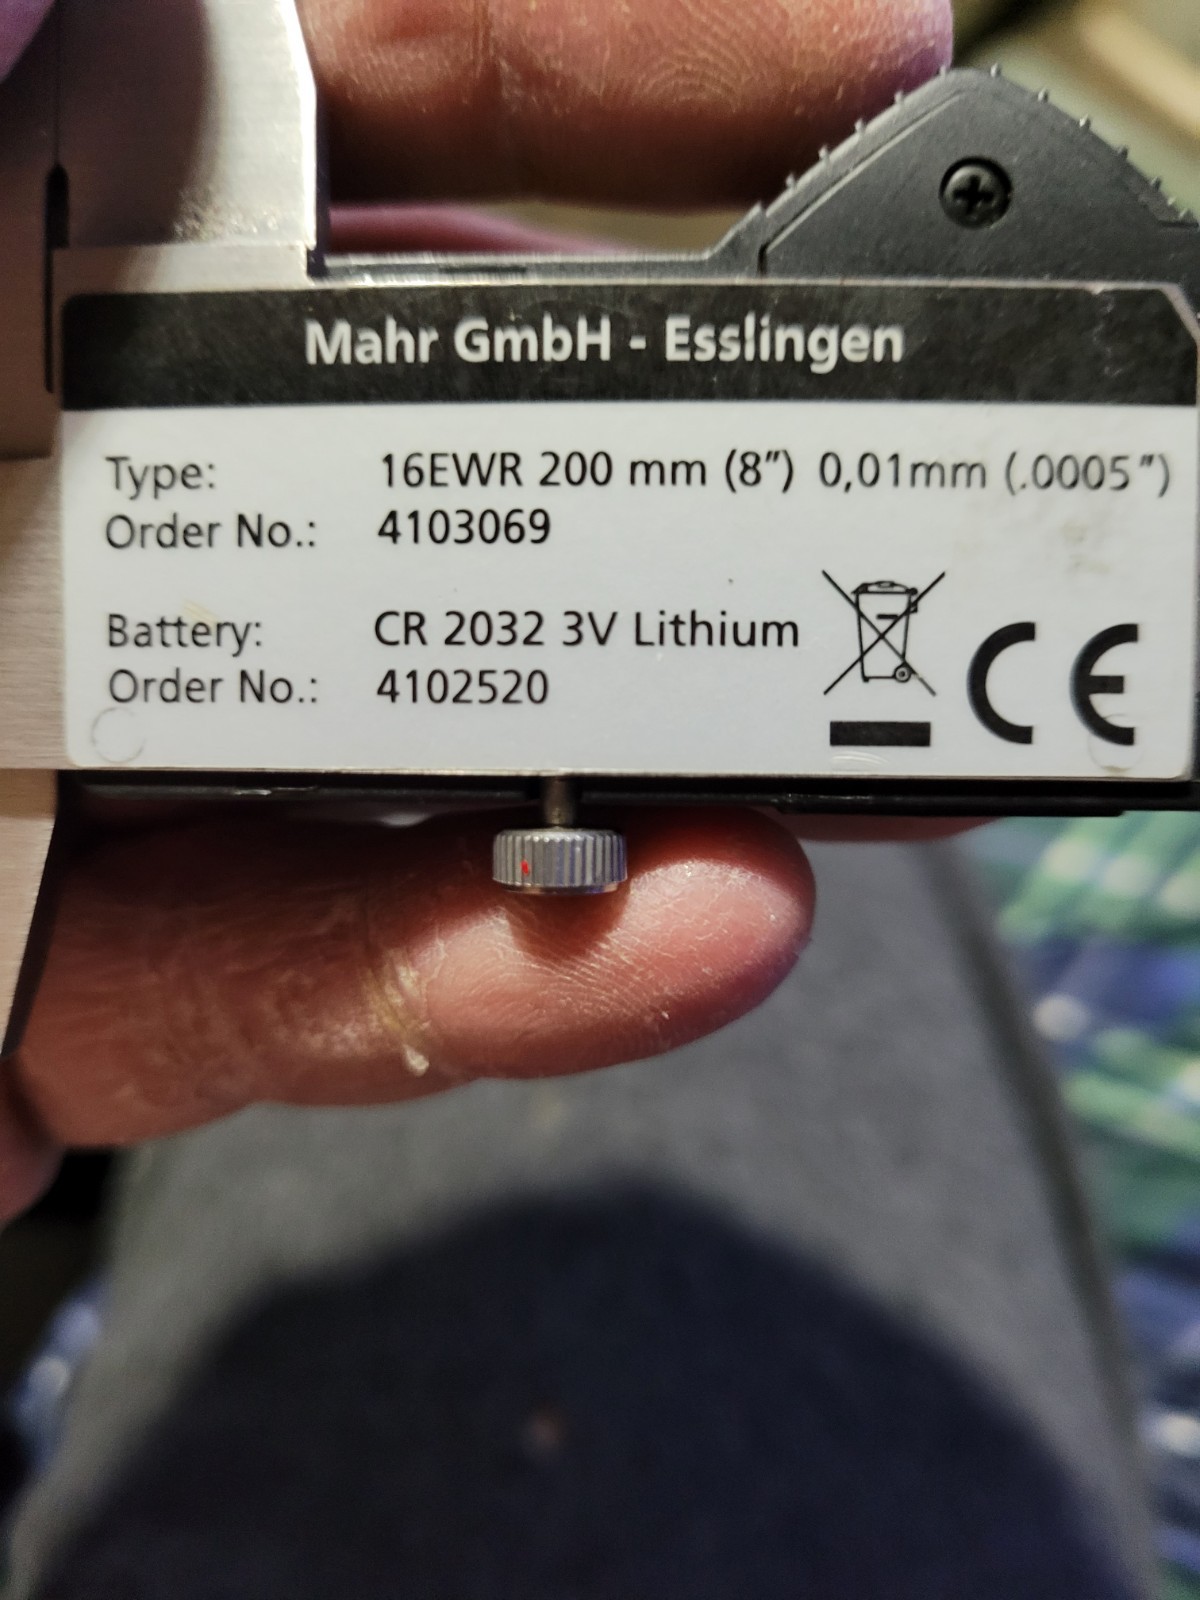 Mahr GmbH - Esslingen
Type: 16EWR 200 mm (8") 0,01mm (.0005")
Order No.: 4103069
Battery: CR 2032 3V Lithium
Order No.: 4102520
CE